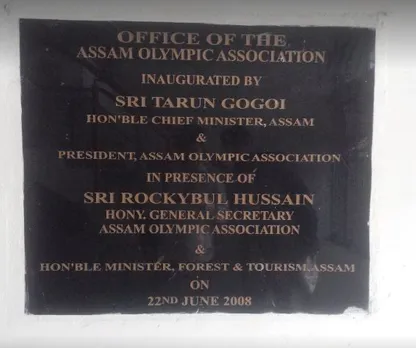 OFFICE OF THE
ASSAM OLYMPIC ASSOCIATION
INAUGURATED BY
SRI TARUN GOGOI
HON'BLE CHIEF MINISTER, ASSAM
&
PRESIDENT, ASSAM OLYMPIC ASSOCIATION
IN PRESENCE OF
SRI ROCKYBUL HUSSAIN
HONY. GENERAL SECRETARY
ASSAM OLYMPIC ASSOCIATION
&
HON'BLE MINISTER, FOREST & TOURISM, ASSAM
ON
22ND JUNE 2008